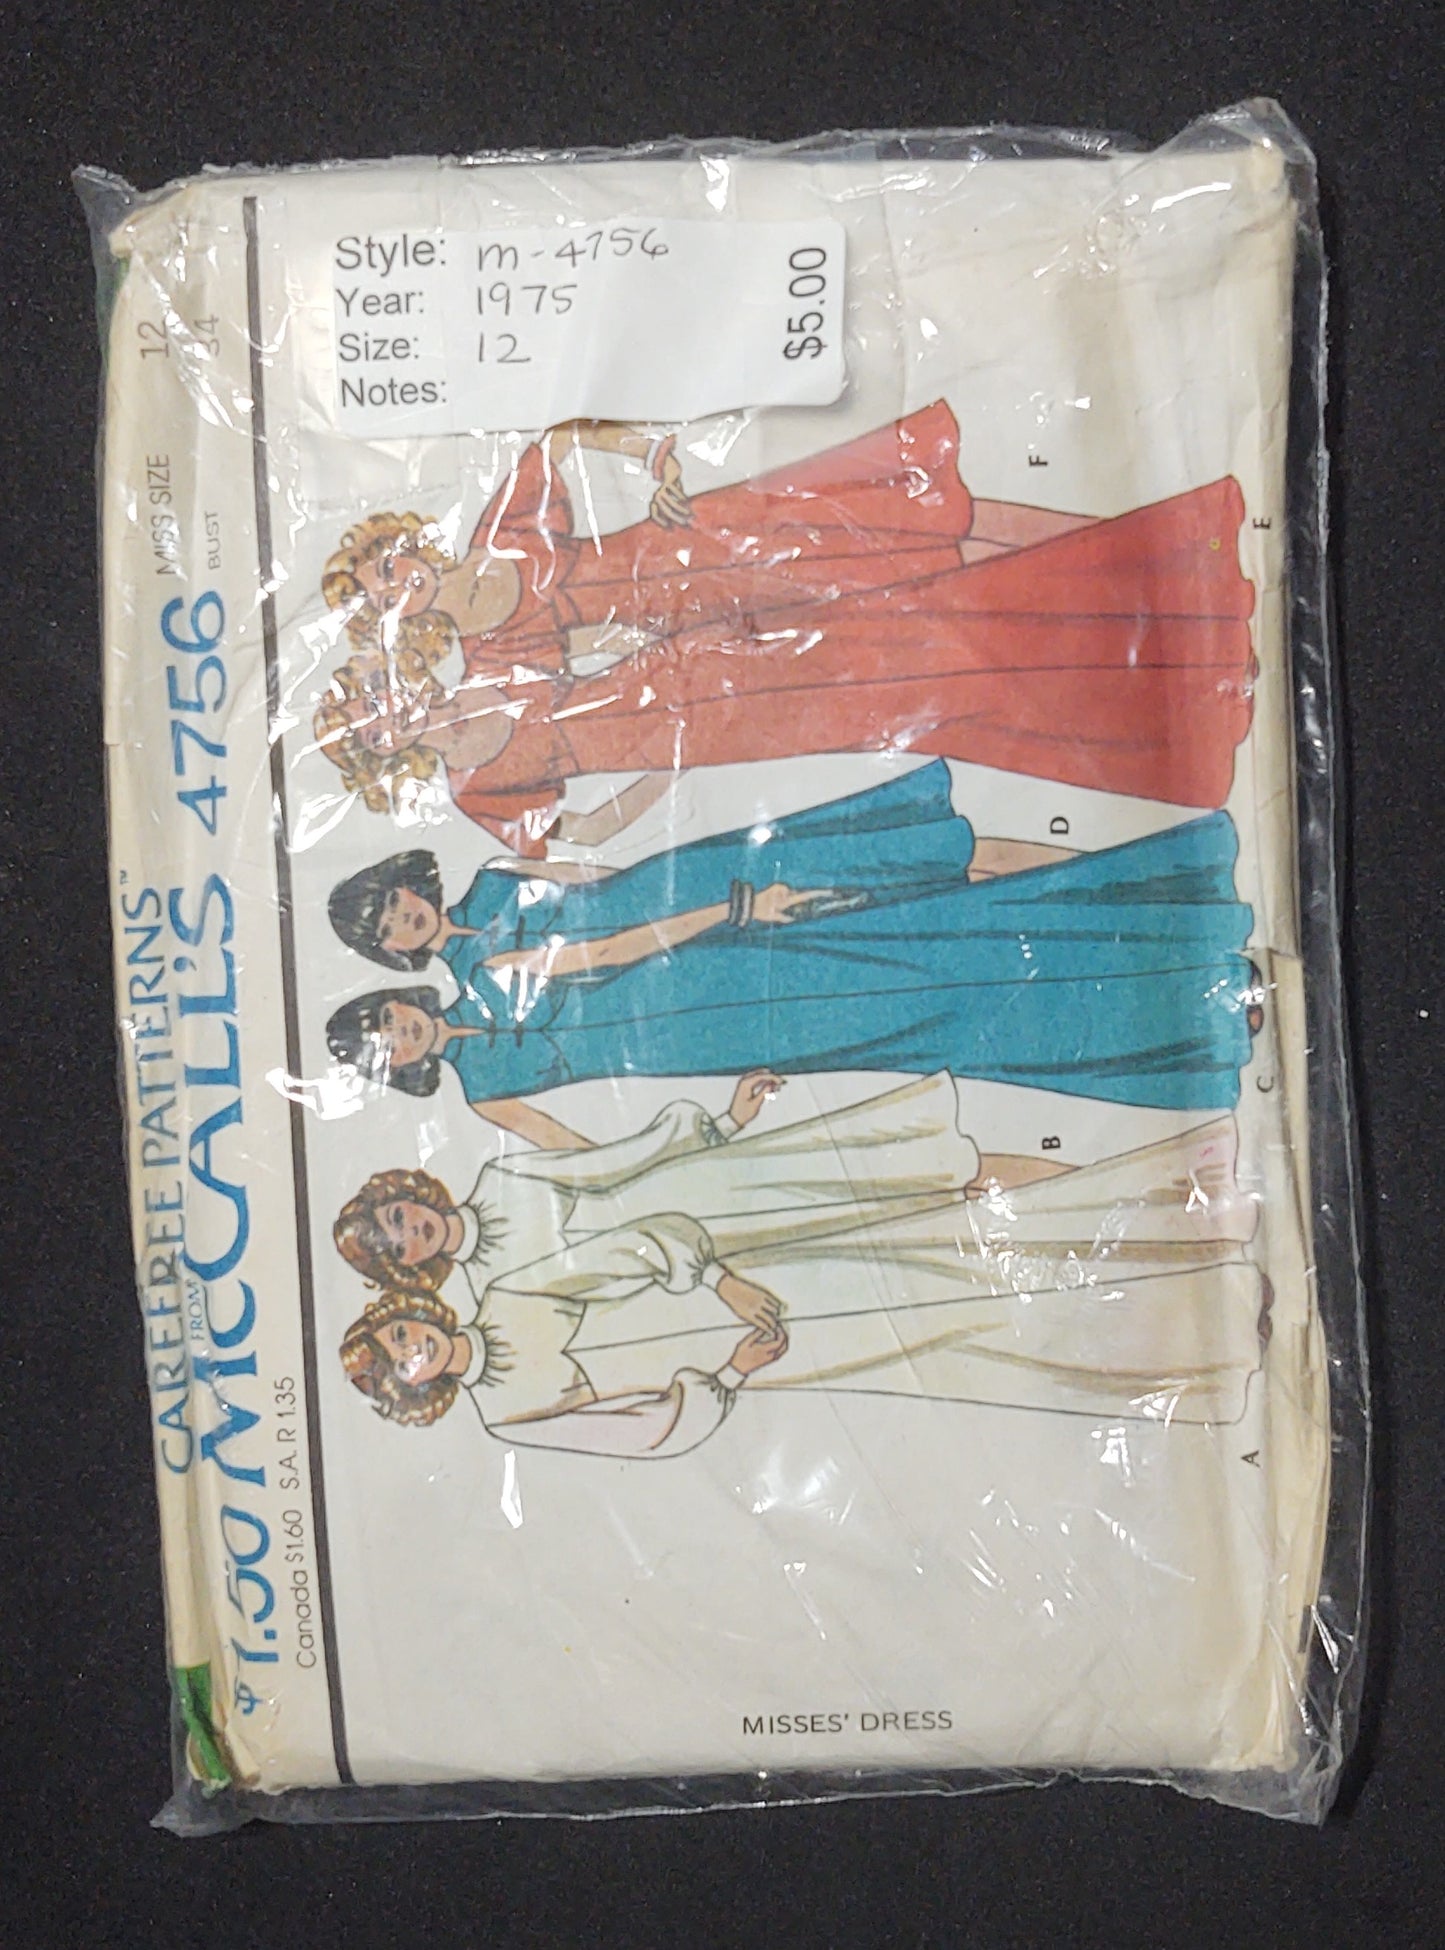 Style: m-4756
Year: 1975
Size: 12
Notes:
$5.00
CAREFREE PATTERNS™
FROM
$1.50 McCALL'S 4756
MISS SIZE 12
BUST 34
Canada $1.60 S.A. R 1.35
A
B
C
D
E
F
MISSES' DRESS